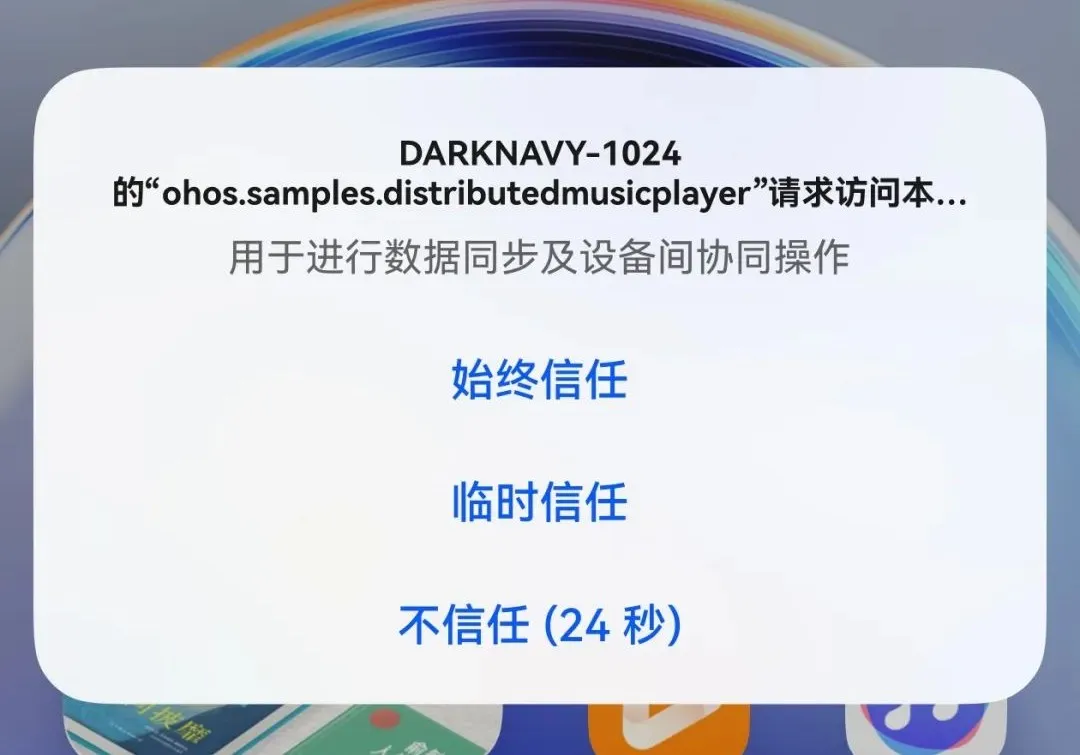 DARKNAVY-1024
的“ohos.samples.distributedmusicplayer”请求访问本...
用于进行数据同步及设备间协同操作
始终信任
临时信任
不信任 (24 秒)